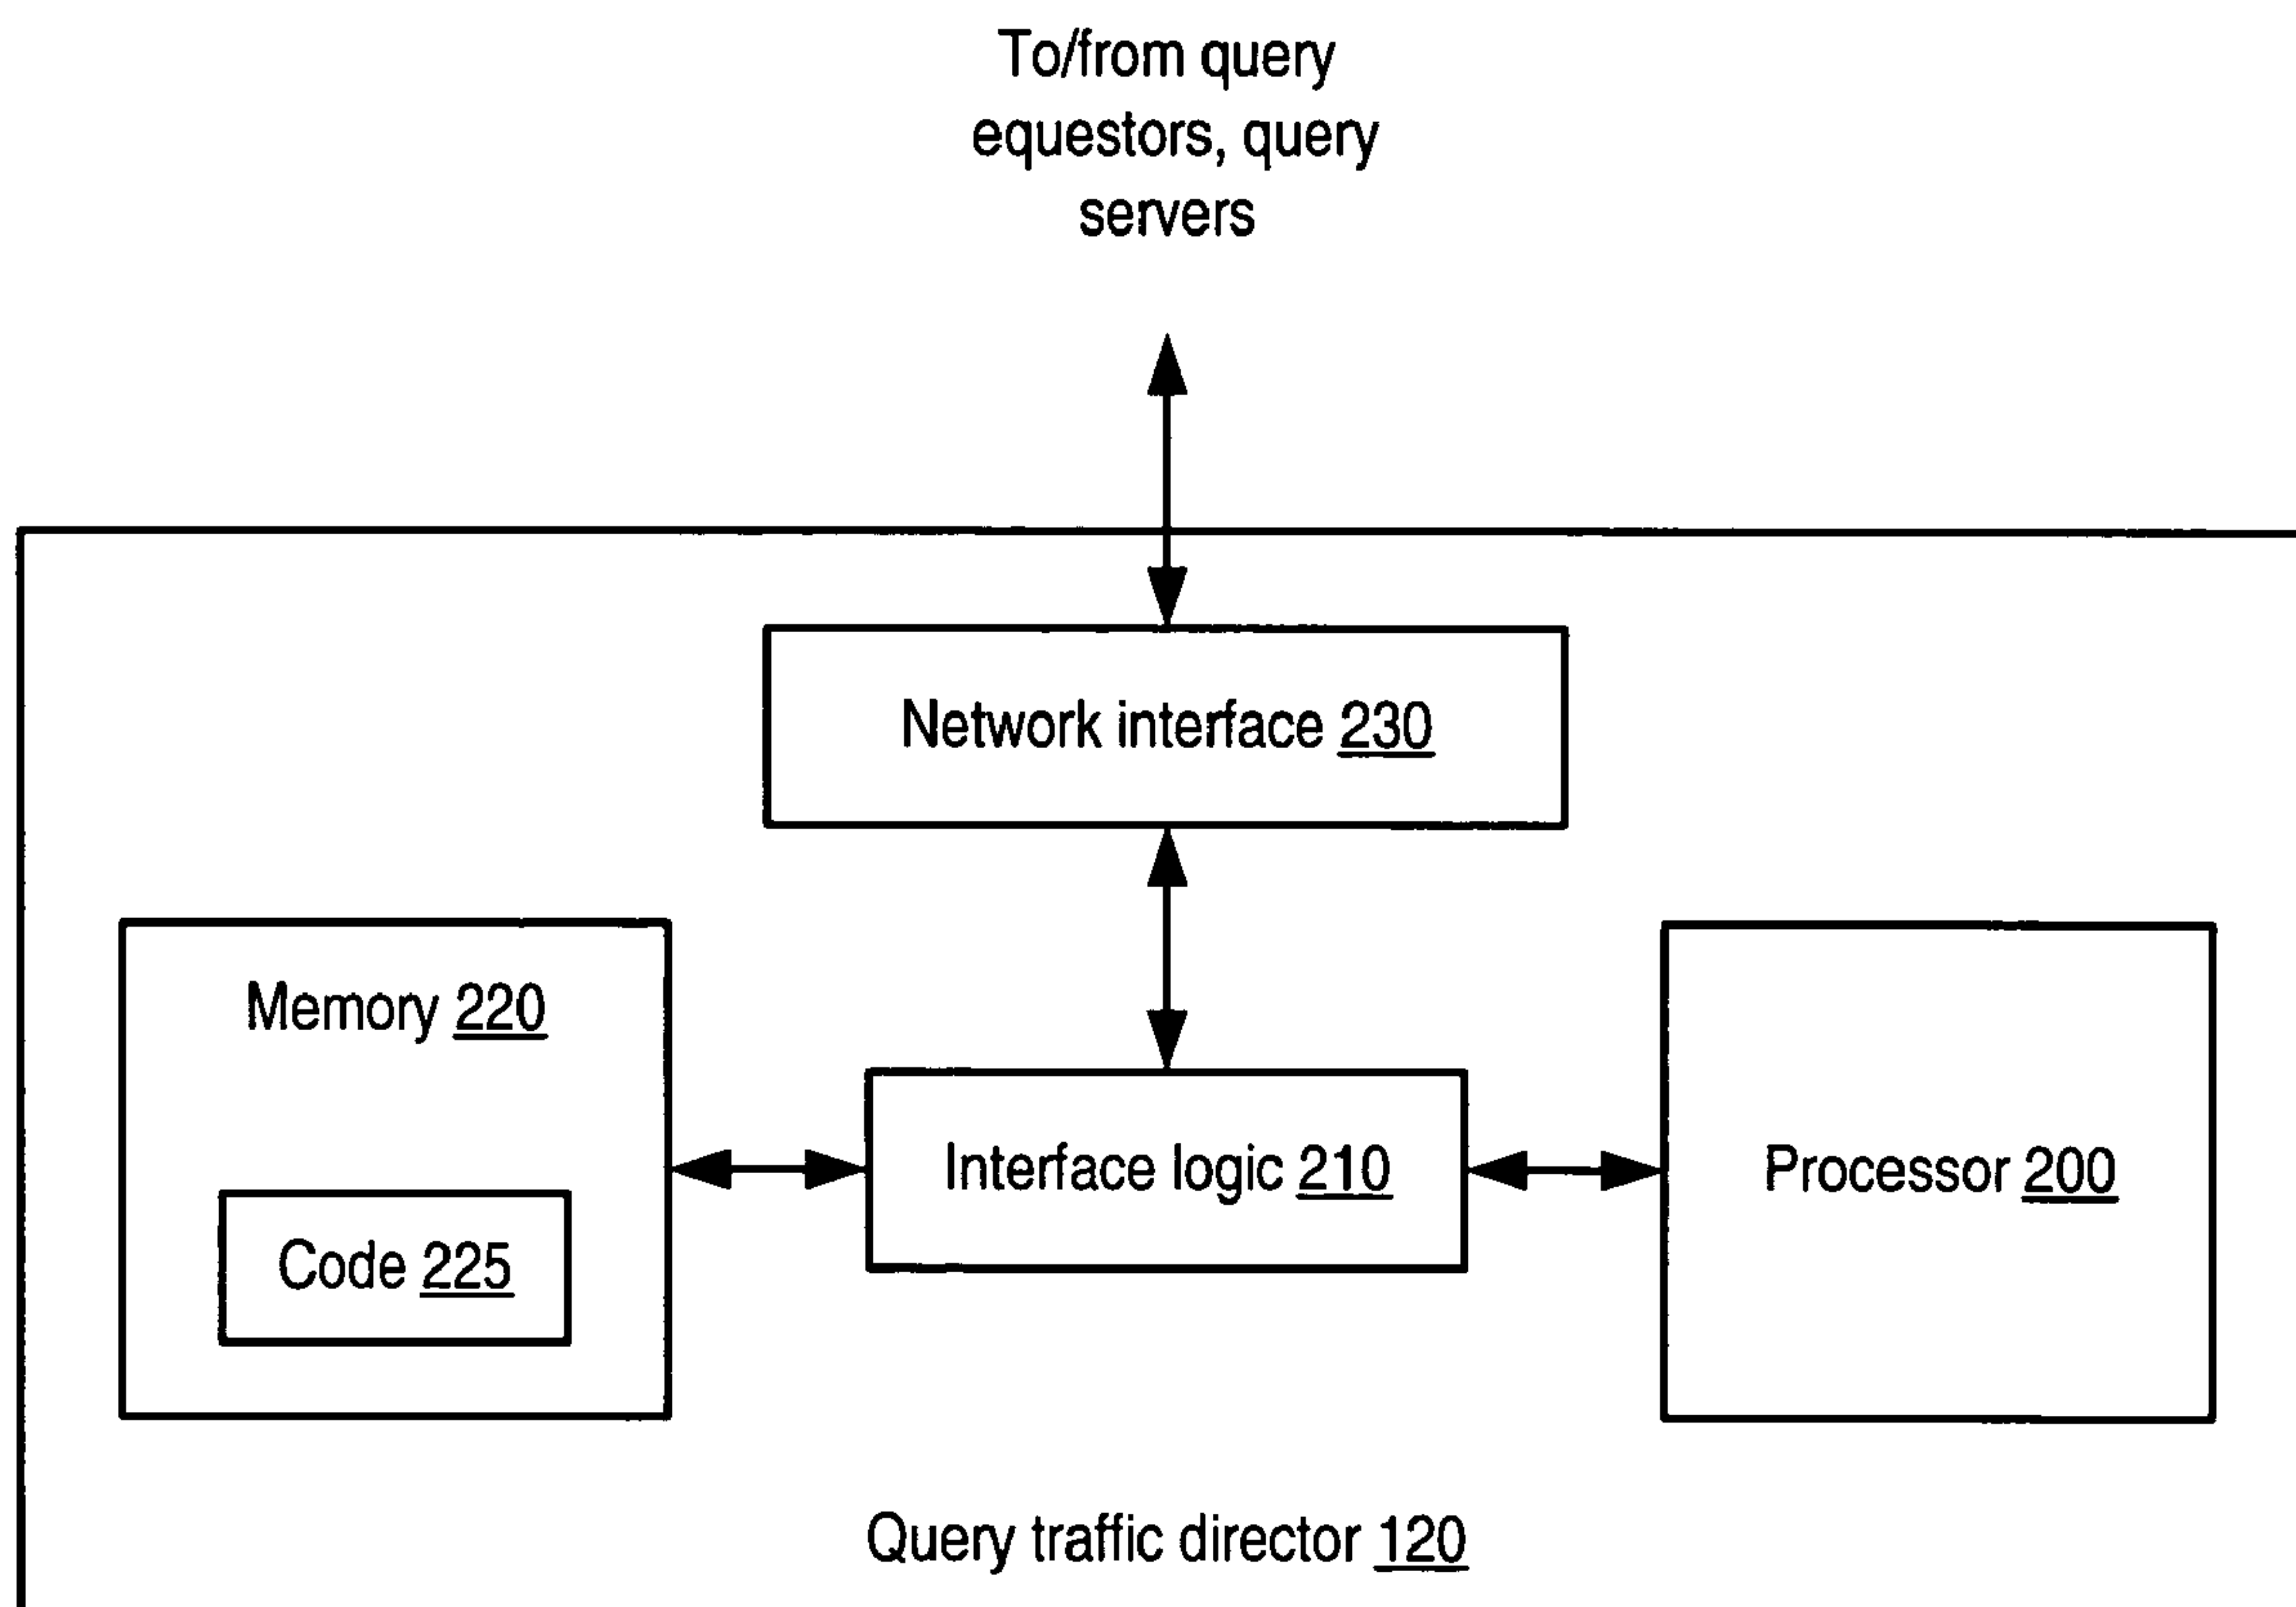 To/from query
equestors, query
servers
Network interface 230
Memory 220
Interface logic 210
Processor 200
Code 225
Query traffic director 120